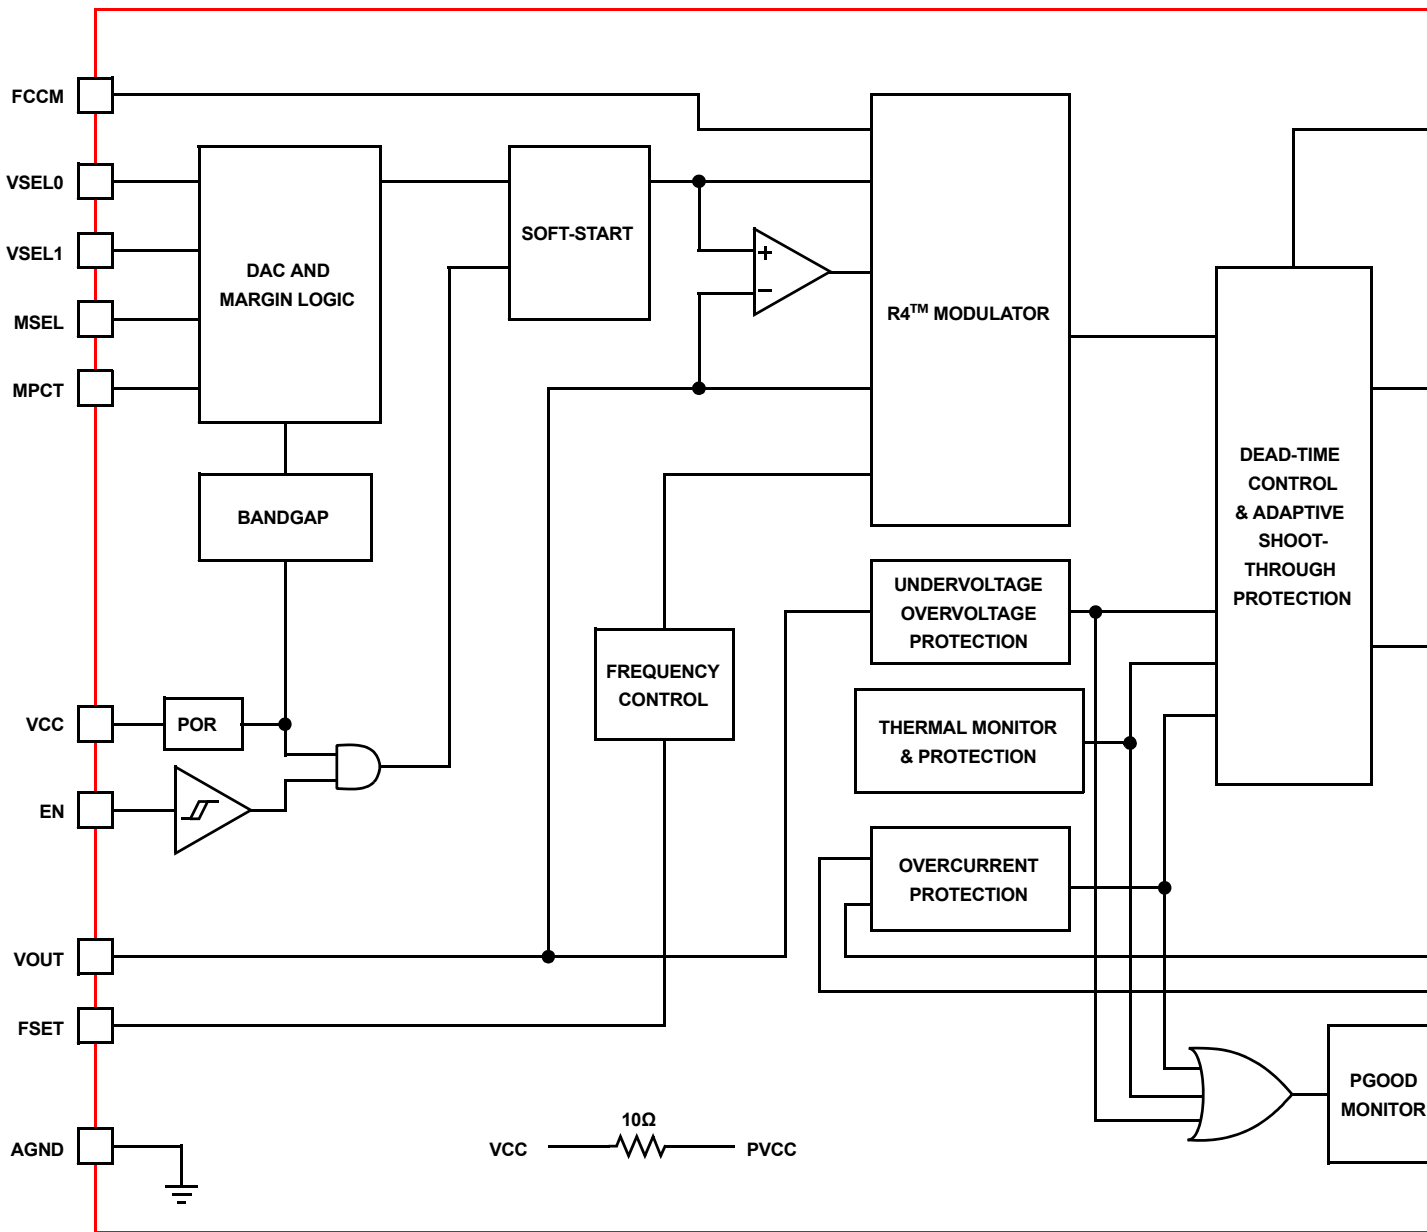 FCCM
VSEL0
VSEL1
MSEL
MPCT
DAC AND
MARGIN LOGIC
SOFT-START
+
−
R4™ MODULATOR
BANDGAP
DEAD-TIME
CONTROL
& ADAPTIVE
SHOOT-
THROUGH
PROTECTION
UNDERVOLTAGE
OVERVOLTAGE
PROTECTION
FREQUENCY
CONTROL
VCC
POR
THERMAL MONITOR
& PROTECTION
EN
OVERCURRENT
PROTECTION
VOUT
FSET
PGOOD
MONITOR
AGND
10Ω
VCC
PVCC